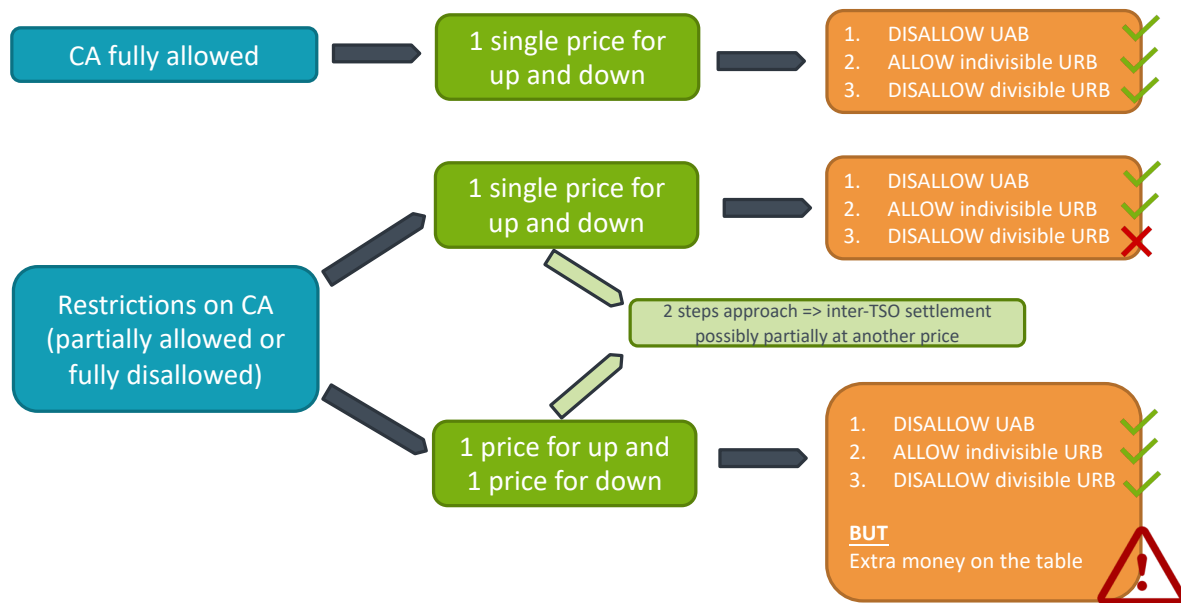 CA fully allowed
1 single price for
up and down
1. DISALLOW UAB
2. ALLOW indivisible URB
3. DISALLOW divisible URB
1 single price for
up and down
1. DISALLOW UAB
2. ALLOW indivisible URB
3. DISALLOW divisible URB
Restrictions on CA
(partially allowed or
fully disallowed)
2 steps approach => inter-TSO settlement
possibly partially at another price
1 price for up and
1 price for down
1. DISALLOW UAB
2. ALLOW indivisible URB
3. DISALLOW divisible URB
BUT
Extra money on the table
!